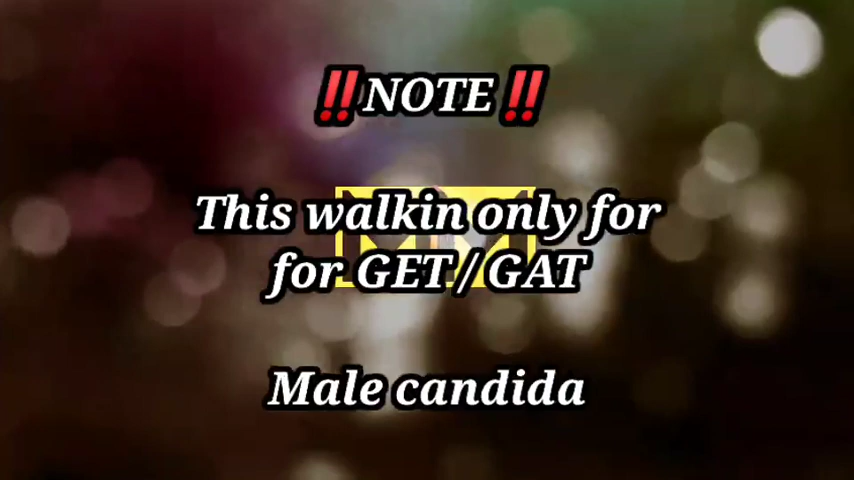 ‼NOTE‼
This walkin only for
for GET / GAT
Male candida